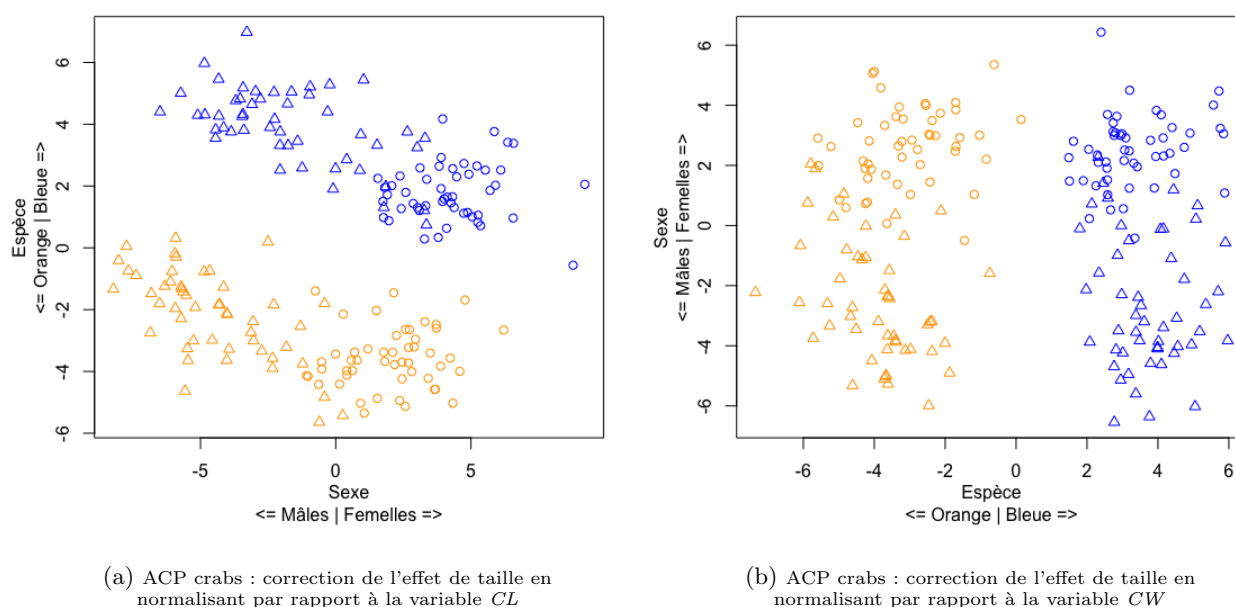 6
4
2
0
-2
-4
-6
Espèce
<= Orange | Bleue =>
-5
0
5
Sexe
<= Mâles | Femelles =>
(a) ACP crabs : correction de l'effet de taille en
normalisant par rapport à la variable CL
6
4
2
0
-2
-4
-6
Sexe
<= Mâles | Femelles =>
-6
-4
-2
0
2
4
6
Espèce
<= Orange | Bleue =>
(b) ACP crabs : correction de l'effet de taille en
normalisant par rapport à la variable CW